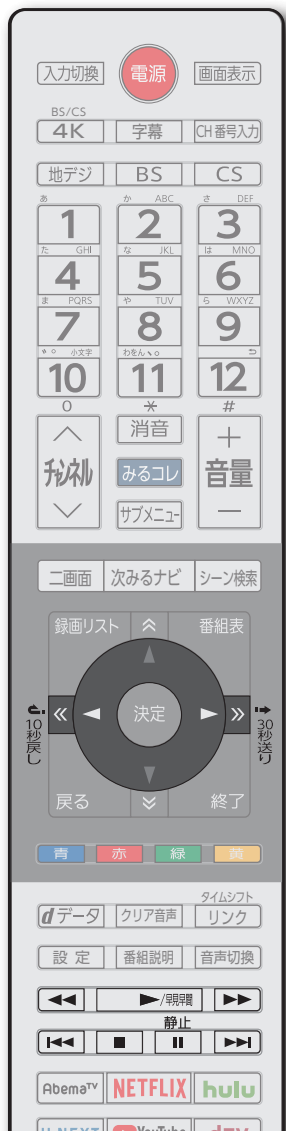 入力切換 電源 画面表示
BS/CS
4K 字幕 CH番号入力
地デジ BS CS
あ か ABC さ DEF
1 2 3
た GHI な JKL は MNO
4 5 6
ま PQRS や TUV ら WXYZ
7 8 9
小文字 わをん
10 11 12
0 * #
消音
チャンネル みるコレ + 音量 −
サブメニュー
二画面 次みるナビ シーン検索
録画リスト 番組表
10秒戻し 決定 30秒送り
戻る 終了
青 赤 緑 黄
タイムシフト
dデータ クリア音声 リンク
設定 番組説明 音声切換
/早見早聞
静止
AbemaTV NETFLIX hulu
U-NEXT YouTube